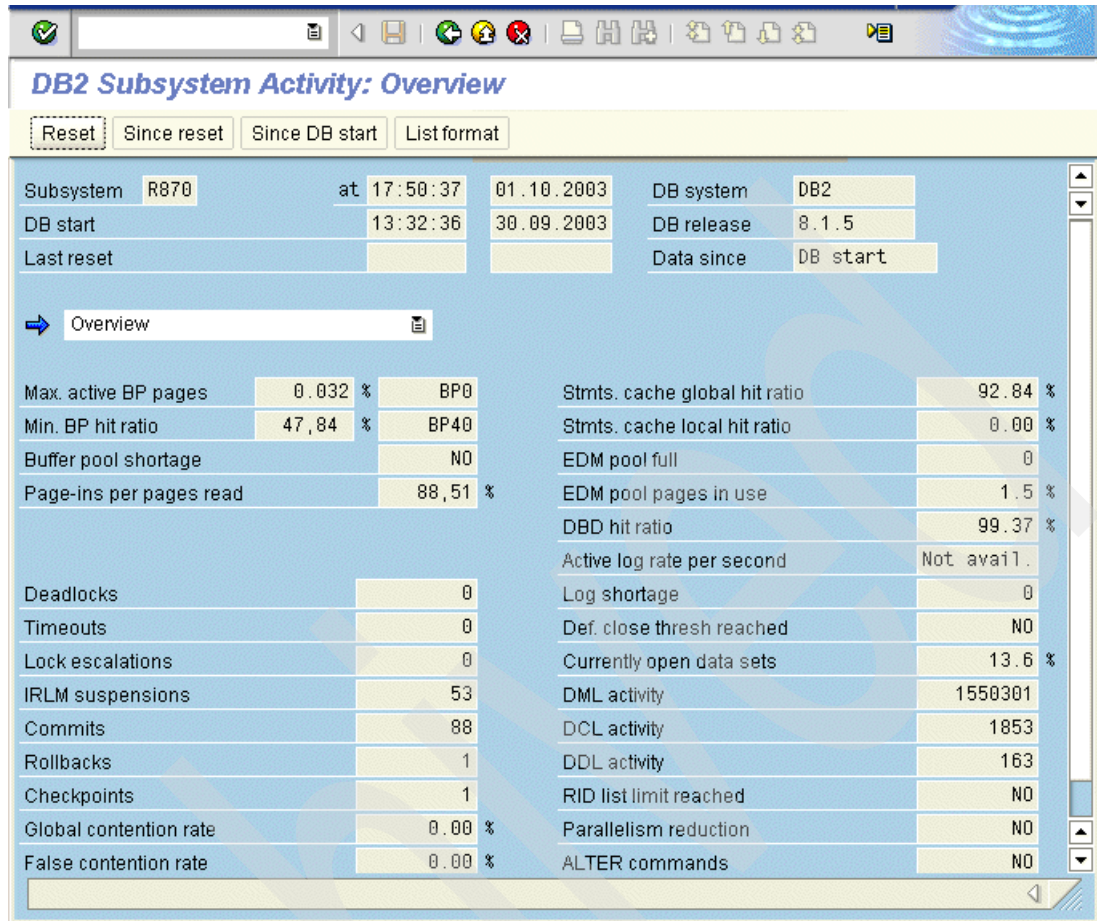 DB2 Subsystem Activity: Overview
Reset Since reset Since DB start List format
Subsystem R870 at 17:50:37 01.10.2003 DB system DB2
DB start 13:32:36 30.09.2003 DB release 8.1.5
Last reset Data since DB start
Overview
Max. active BP pages 0.032 % BP0 Stmts. cache global hit ratio 92.84 %
Min. BP hit ratio 47,84 % BP40 Stmts. cache local hit ratio 0.00 %
Buffer pool shortage NO EDM pool full 0
Page-ins per pages read 88,51 % EDM pool pages in use 1.5 %
DBD hit ratio 99.37 %
Active log rate per second Not avail.
Deadlocks 0 Log shortage 0
Timeouts 0 Def. close thresh reached NO
Lock escalations 0 Currently open data sets 13.6 %
IRLM suspensions 53 DML activity 1550301
Commits 88 DCL activity 1853
Rollbacks 1 DDL activity 163
Checkpoints 1 RID list limit reached NO
Global contention rate 0.00 % Parallelism reduction NO
False contention rate 0.00 % ALTER commands NO